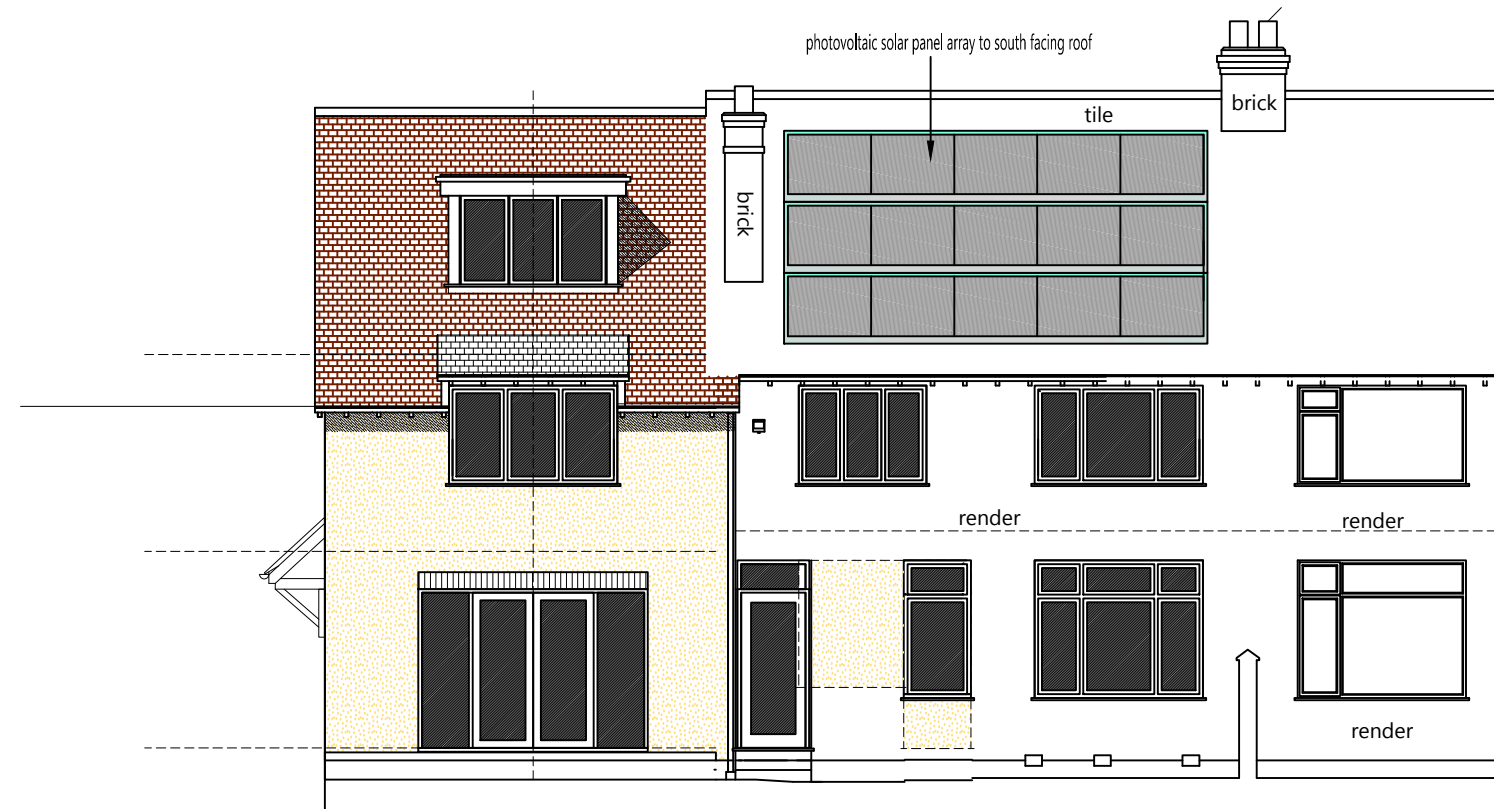 photovoltaic solar panel array to south facing roof
brick
tile
brick
render
render
render